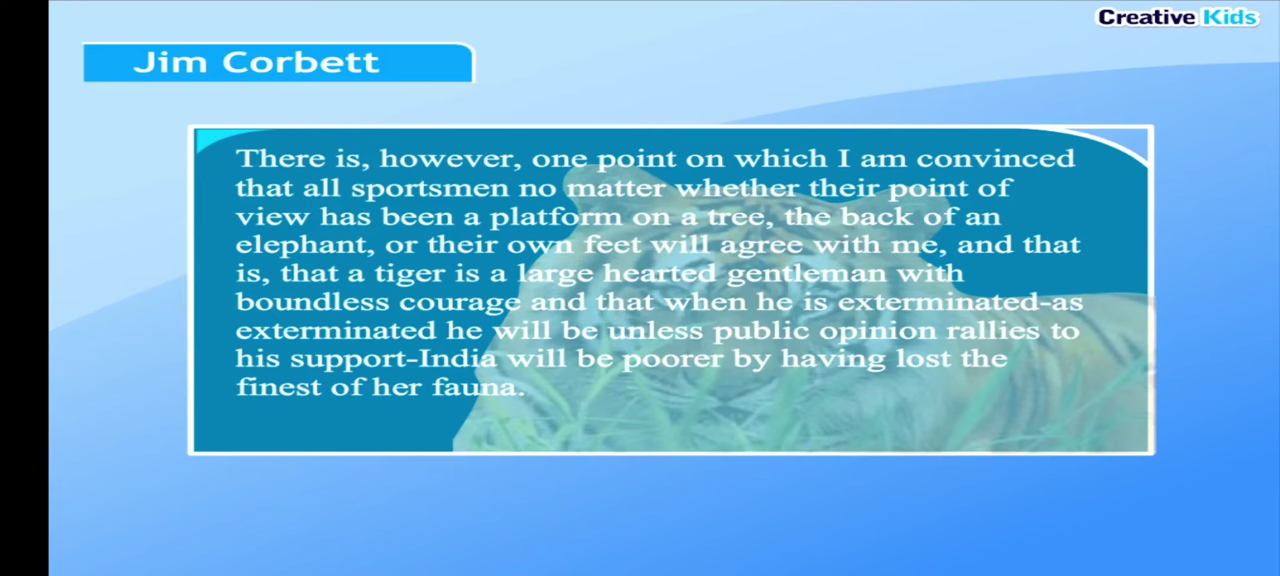 Creative Kids
Jim Corbett
There is, however, one point on which I am convinced
that all sportsmen no matter whether their point of
view has been a platform on a tree, the back of an
elephant, or their own feet will agree with me, and that
is, that a tiger is a large hearted gentleman with
boundless courage and that when he is exterminated-as
exterminated he will be unless public opinion rallies to
his support-India will be poorer by having lost the
finest of her fauna.